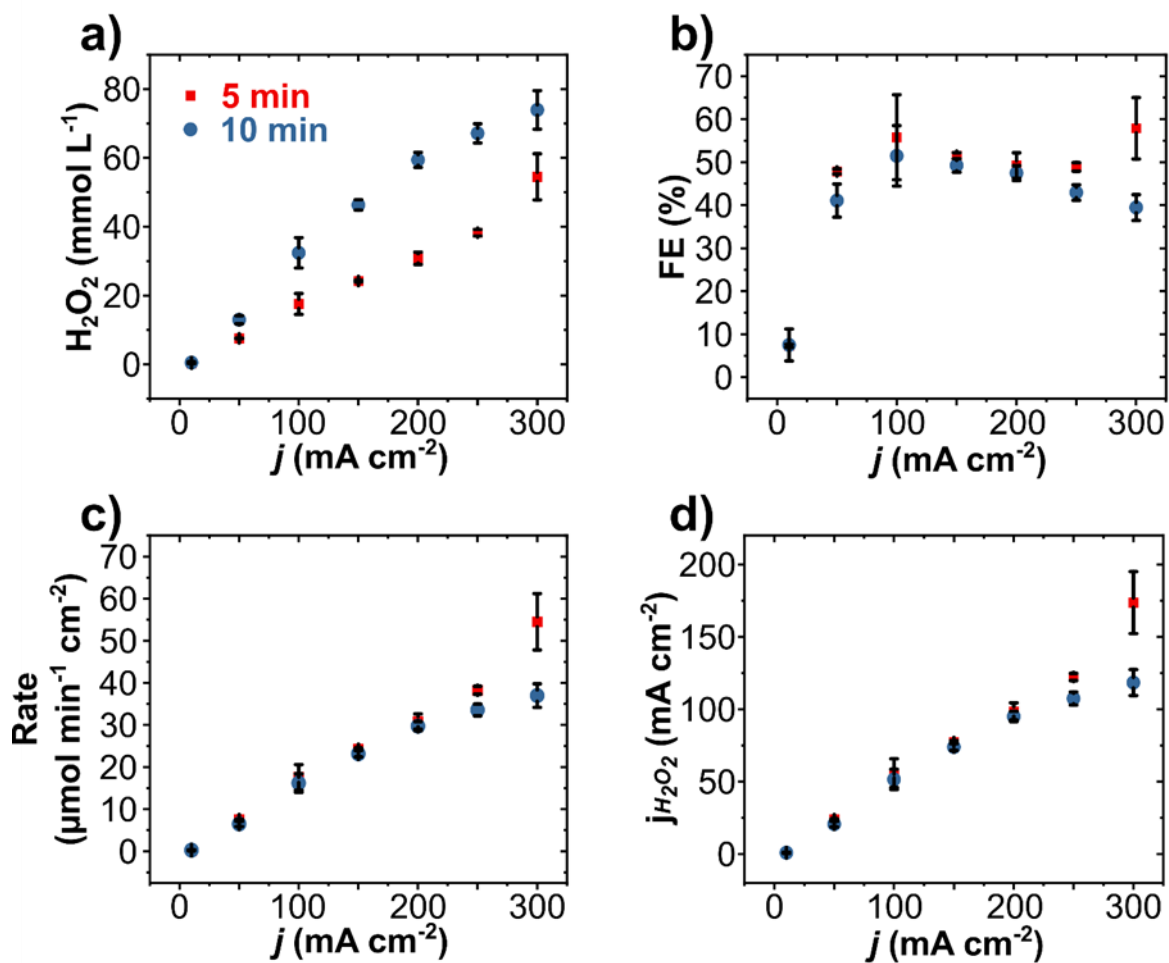 a)
80
60
40
20
0
H₂O₂ (mmol L⁻¹)
5 min
10 min
0 100 200 300
j (mA cm⁻²)
b)
70
60
50
40
30
20
10
0
FE (%)
0 100 200 300
j (mA cm⁻²)
c)
70
60
50
40
30
20
10
0
Rate
(µmol min⁻¹ cm⁻²)
0 100 200 300
j (mA cm⁻²)
d)
200
150
100
50
0
jH₂O₂ (mA cm⁻²)
0 100 200 300
j (mA cm⁻²)